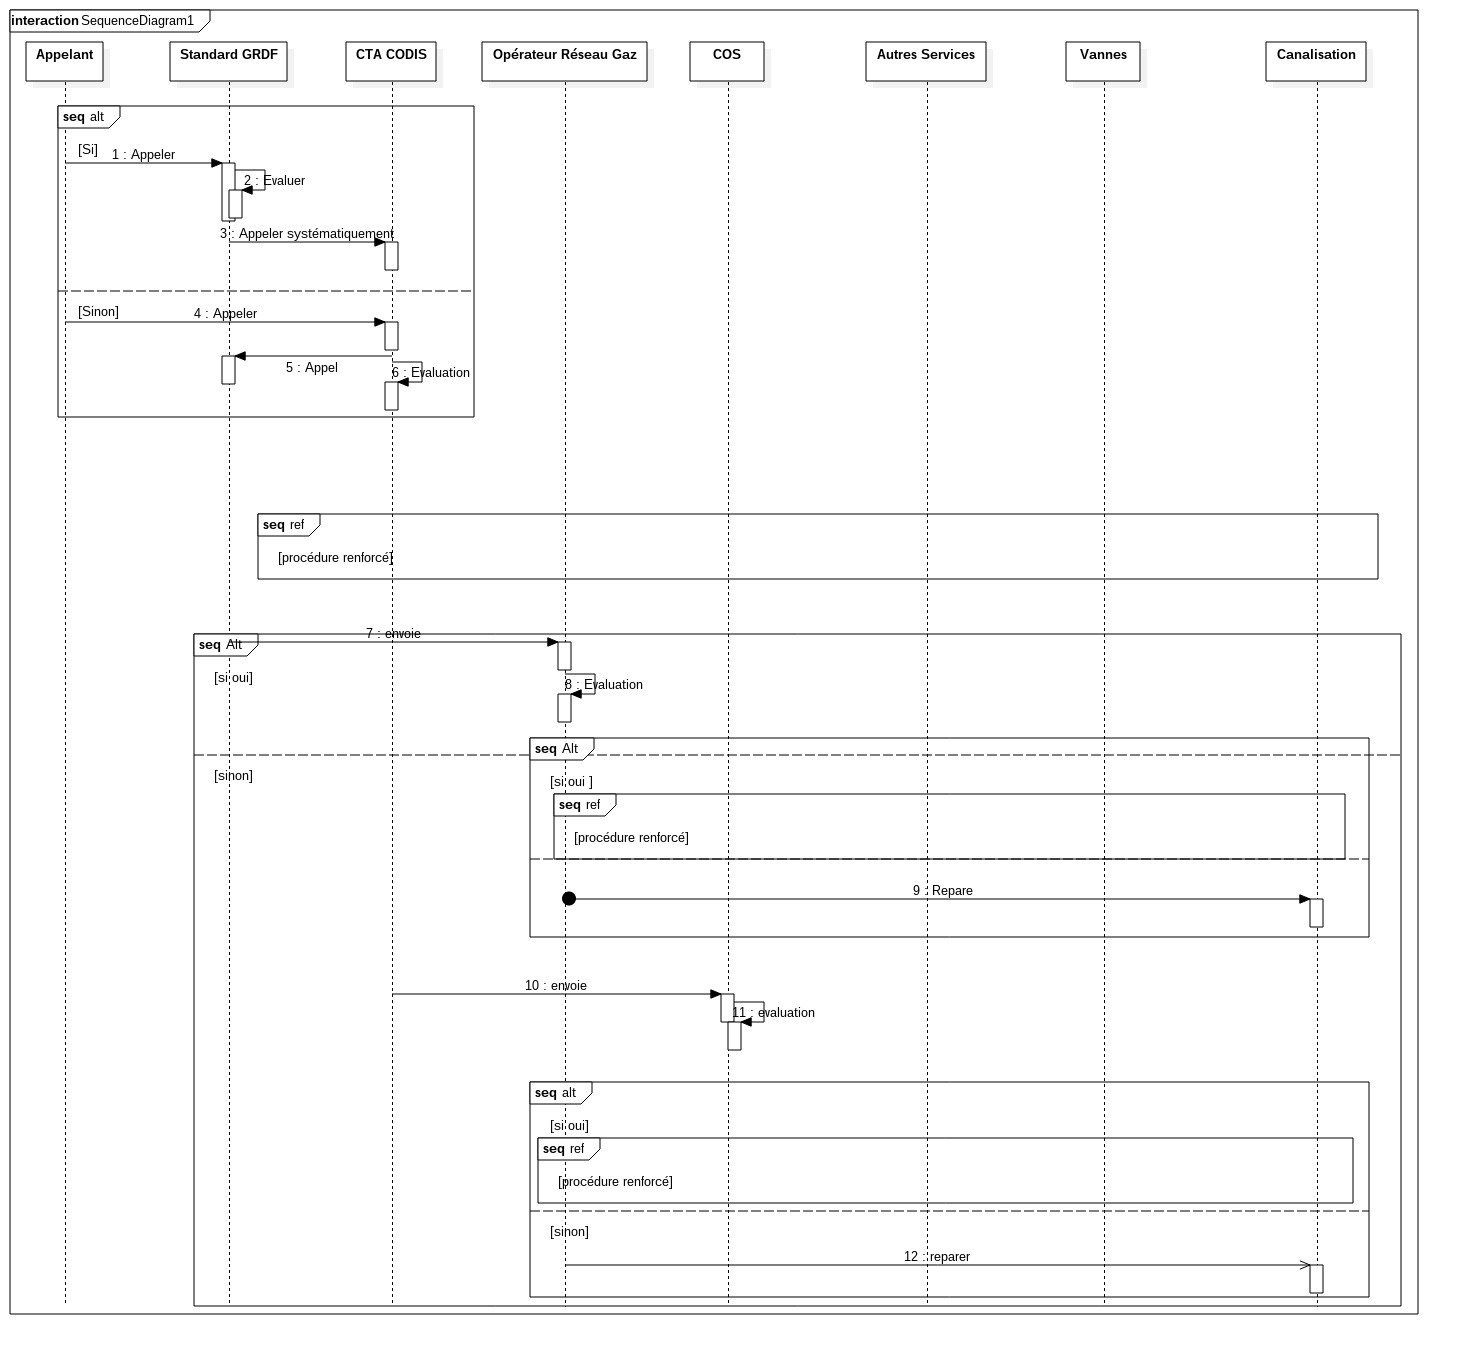 interaction SequenceDiagram1
Appelant
Standard GRDF
CTA CODIS
Opérateur Réseau Gaz
COS
Autres Services
Vannes
Canalisation
seq alt
[Si]
1 : Appeler
2 : Evaluer
3 : Appeler systématiquement
[Sinon]
4 : Appeler
5 : Appel
6 : Evaluation
seq ref
[procédure renforcé]
7 : envoie
seq Alt
[si oui]
8 : Evaluation
seq Alt
[sinon]
[si oui ]
seq ref
[procédure renforcé]
9 : Repare
10 : envoie
11 : evaluation
seq alt
[si oui]
seq ref
[procédure renforcé]
[sinon]
12 : reparer